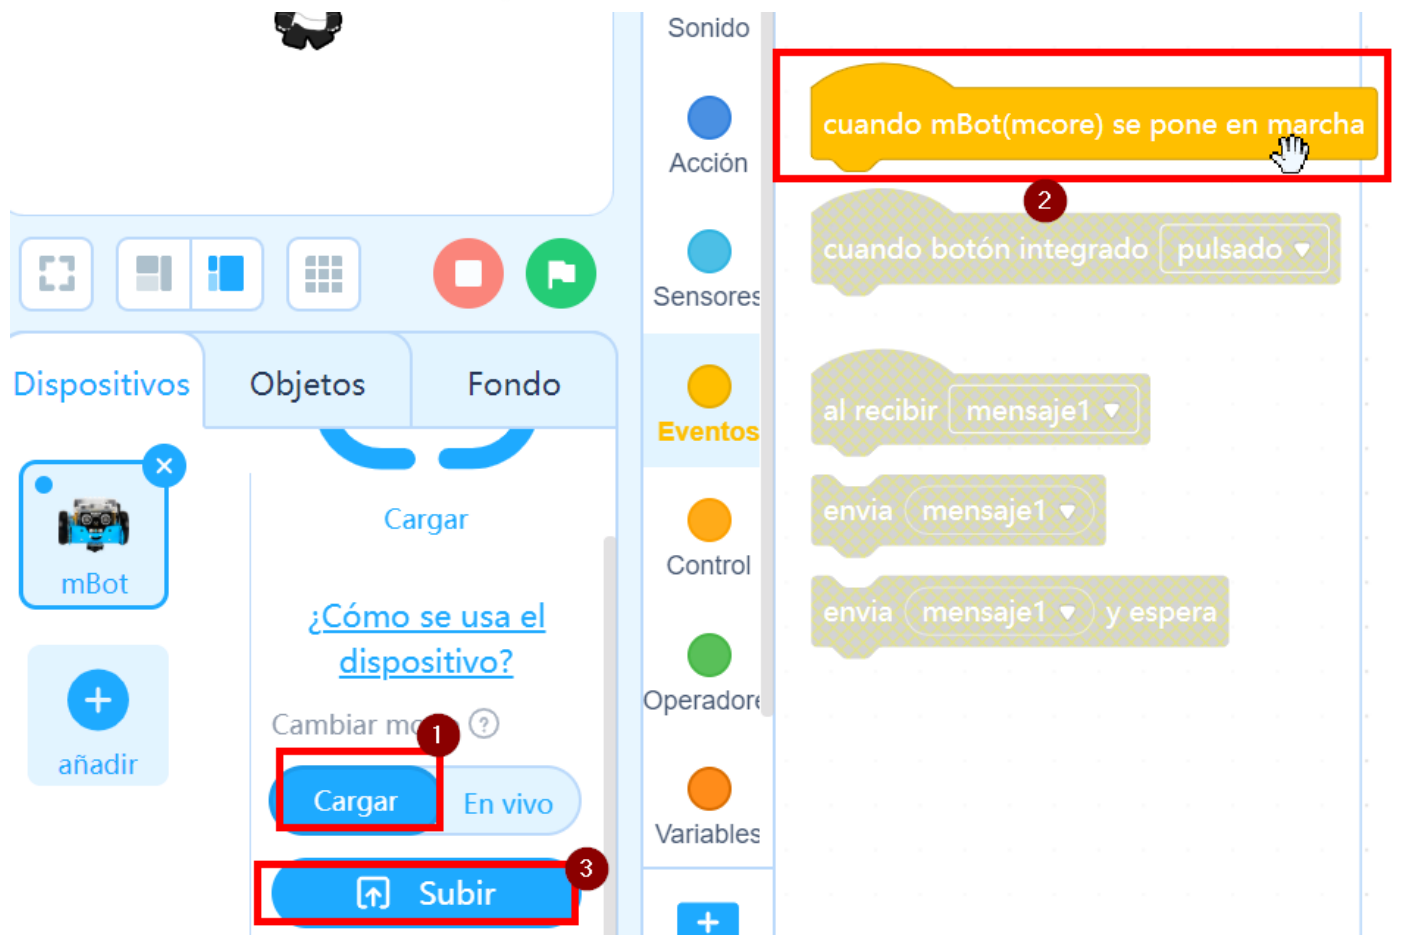 Sonido
Acción
Sensores
Eventos
Control
Operadore
Variables
cuando mBot(mcore) se pone en marcha
2
cuando botón integrado pulsado
al recibir mensaje1
envia mensaje1
envia mensaje1 y espera
Dispositivos Objetos Fondo
mBot
añadir
Cargar
¿Cómo se usa el
dispositivo?
Cambiar ?
1
Cargar En vivo
3
Subir